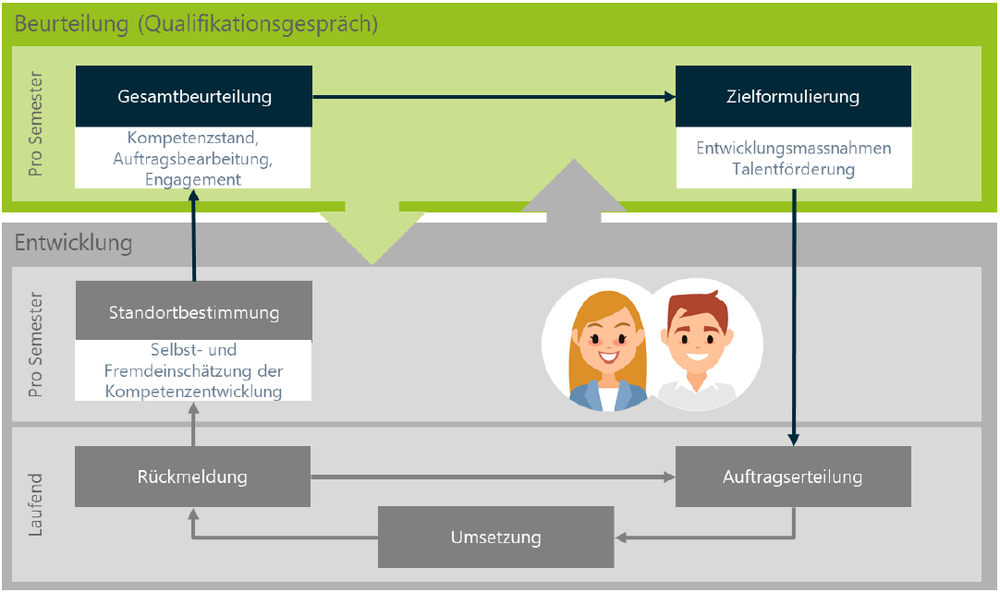 Beurteilung (Qualifikationsgespräch)
Pro Semester
Gesamtbeurteilung
Kompetenzstand,
Auftragsbearbeitung,
Engagement
Zielformulierung
Entwicklungsmassnahmen
Talentförderung
Entwicklung
Pro Semester
Standortbestimmung
Selbst- und
Fremdeinschätzung der
Kompetenzentwicklung
Laufend
Rückmeldung
Auftragserteilung
Umsetzung